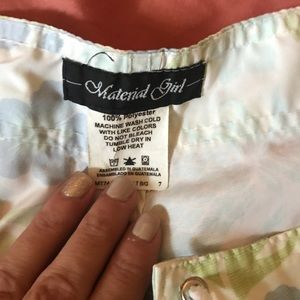 Material Girl
100% Polyester
MACHINE WASH COLD
WITH LIKE COLORS
DO NOT BLEACH
TUMBLE DRY IN
LOW HEAT
ASSEMBLED IN GUATEMALA
ENSAMBLADO EN GUATEMALA
7